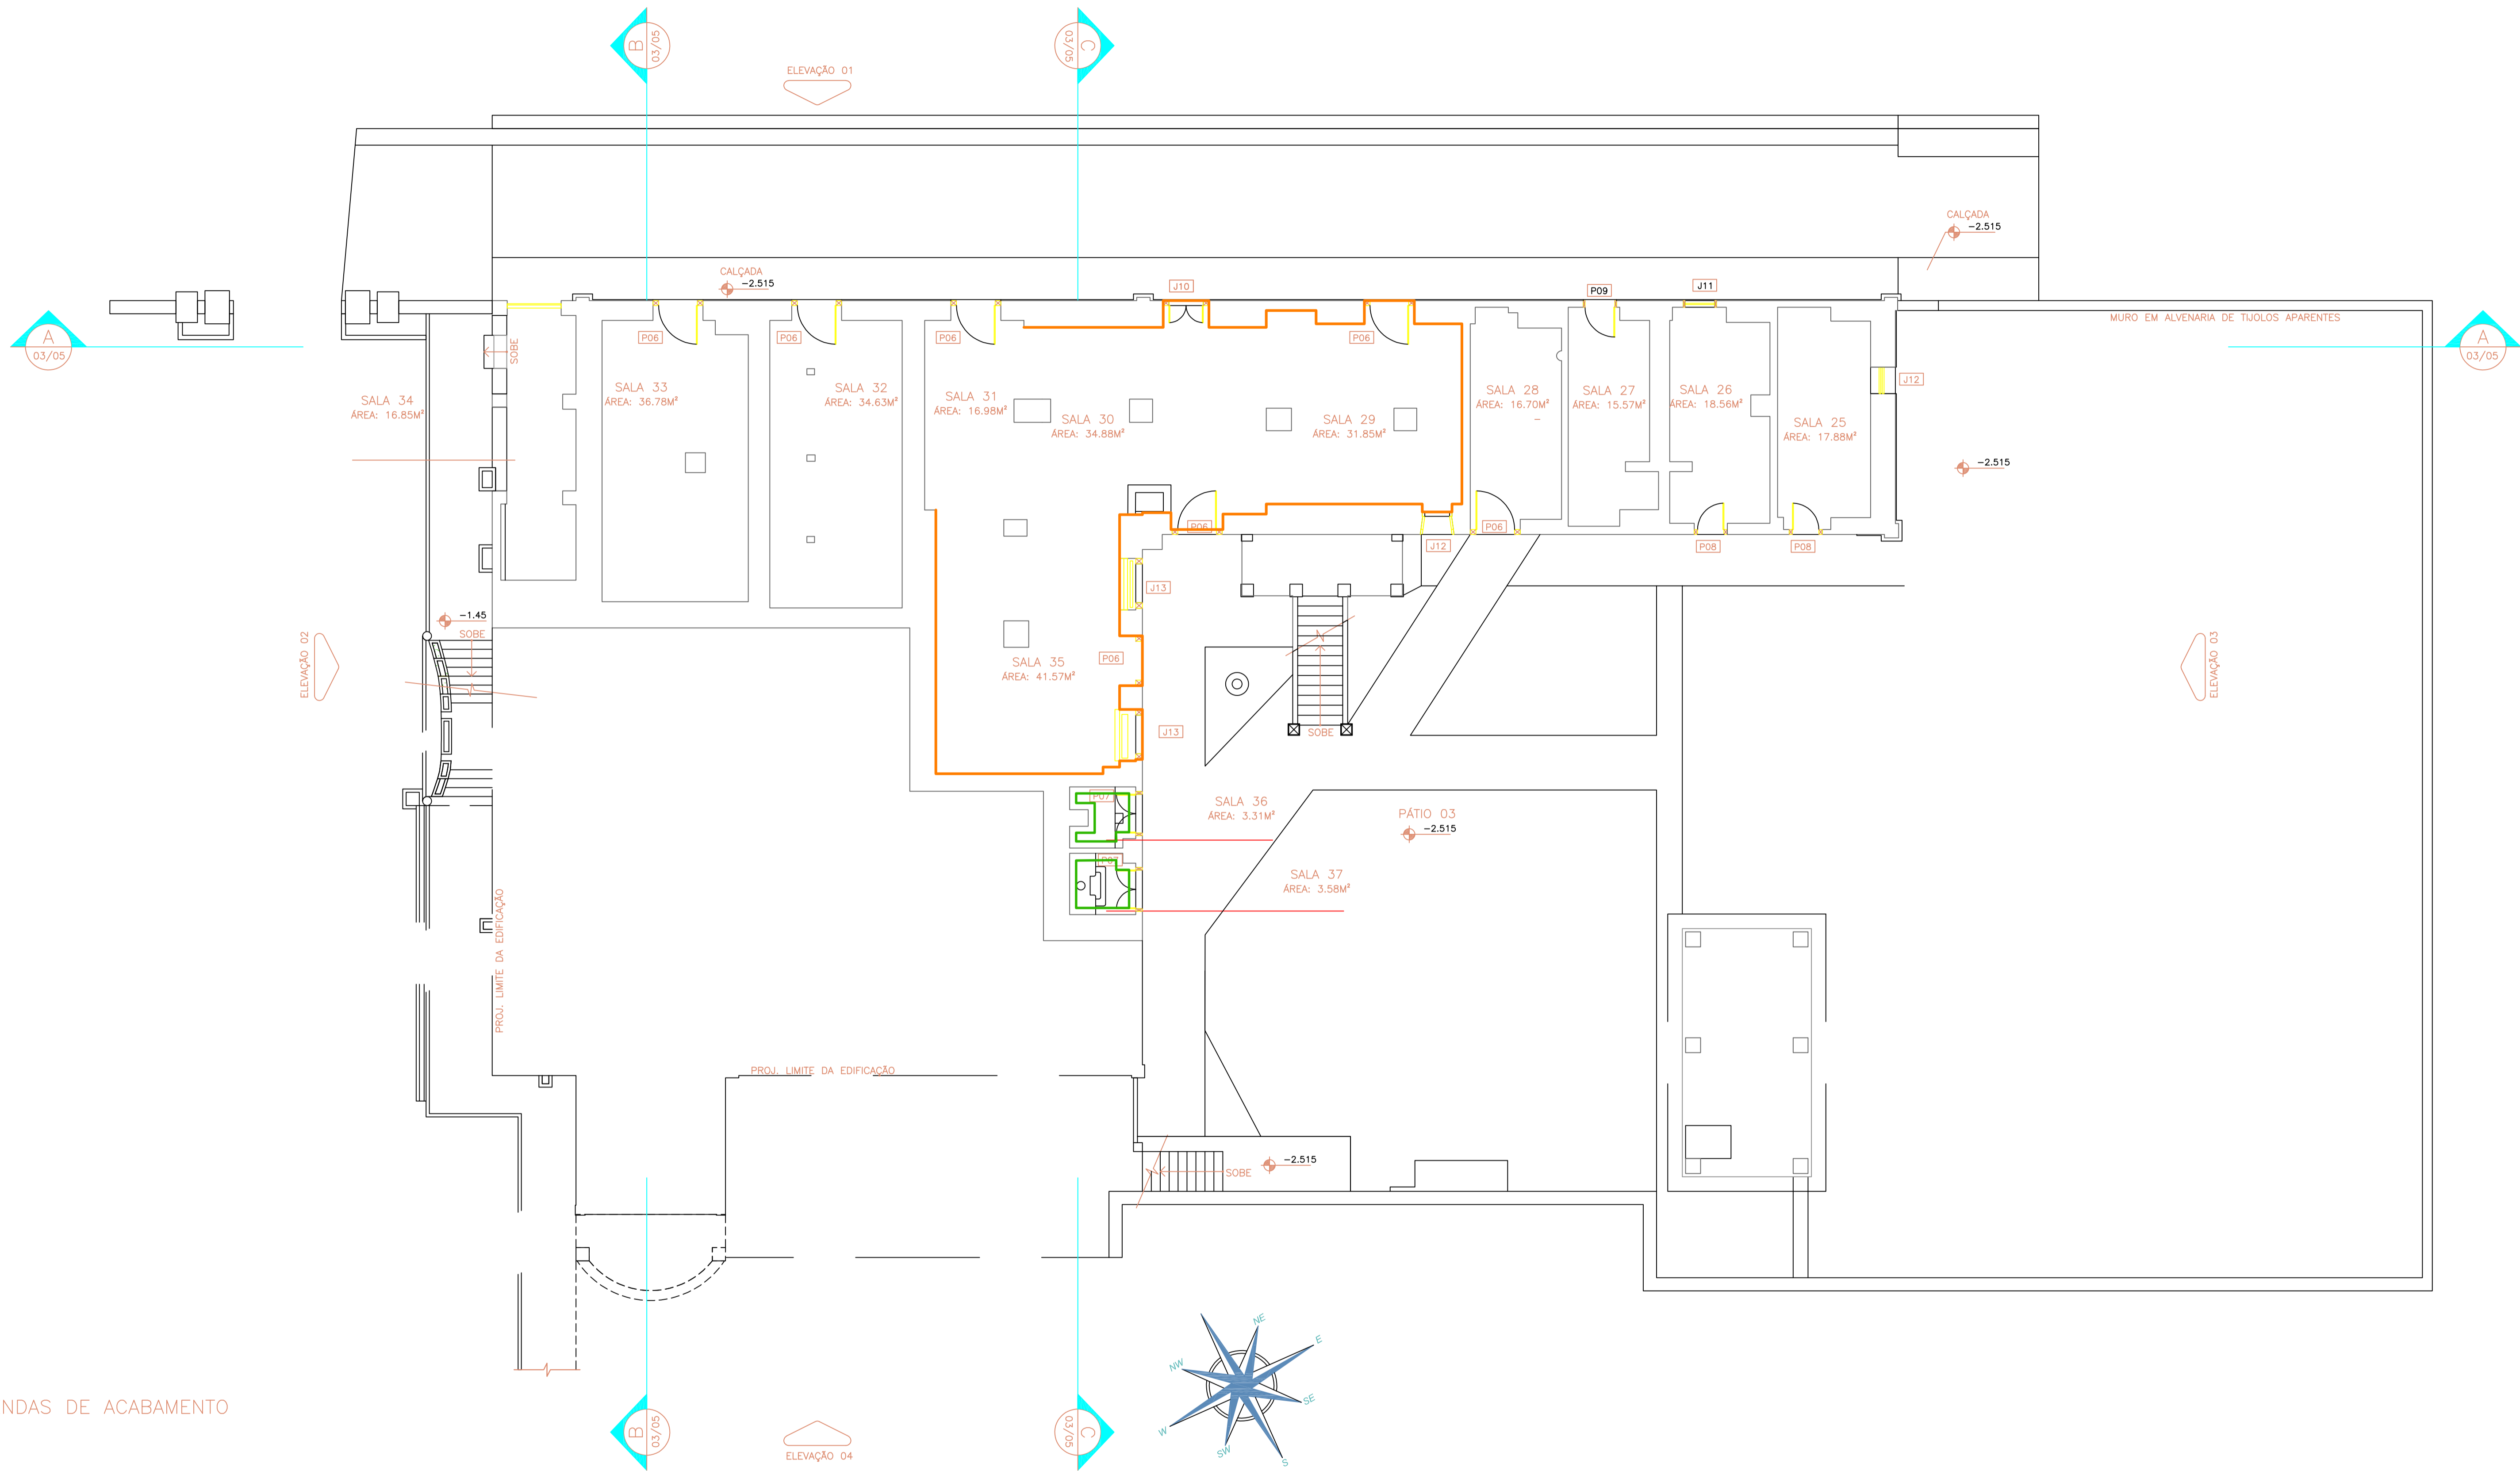 B
03/05
C
03/05
ELEVAÇÃO 01
CALÇADA
-2.515
CALÇADA
-2.515
J10
P09
J11
MURO EM ALVENARIA DE TIJOLOS APARENTES
A
03/05
A
03/05
SOBE
P06
P06
P06
P06
J12
SALA 34
ÁREA: 16.85M²
SALA 33
ÁREA: 36.78M²
SALA 32
ÁREA: 34.63M²
SALA 31
ÁREA: 16.98M²
SALA 30
ÁREA: 34.88M²
SALA 29
ÁREA: 31.85M²
SALA 28
ÁREA: 16.70M²
SALA 27
ÁREA: 15.57M²
SALA 26
ÁREA: 18.56M²
SALA 25
ÁREA: 17.88M²
-2.515
P06
P06
J12
P08
P08
J13
-1.45
SOBE
ELEVAÇÃO 02
ELEVAÇÃO 03
P06
SALA 35
ÁREA: 41.57M²
J13
SOBE
P07
SALA 36
ÁREA: 3.31M²
PÁTIO 03
-2.515
P07
SALA 37
ÁREA: 3.58M²
PROJ. LIMITE DA EDIFICAÇÃO
PROJ. LIMITE DA EDIFICAÇÃO
-2.515
SOBE
NE
E
NW
SE
W
SW
S
NDAS DE ACABAMENTO
B
03/05
C
03/05
ELEVAÇÃO 04